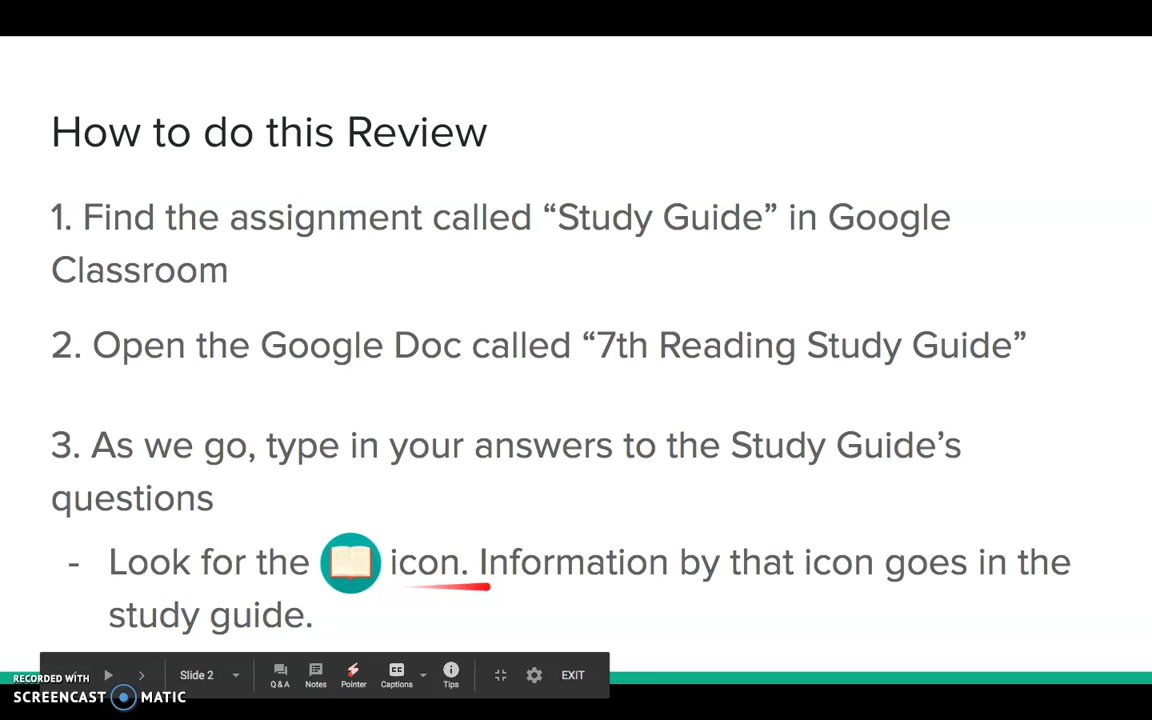 How to do this Review
1. Find the assignment called “Study Guide” in Google
Classroom
2. Open the Google Doc called “7th Reading Study Guide”
3. As we go, type in your answers to the Study Guide’s
questions
- Look for the icon. Information by that icon goes in the
study guide.
Slide 2
Q&A Notes Pointer CC Captions Tips EXIT
RECORDED WITH
SCREENCAST MATIC